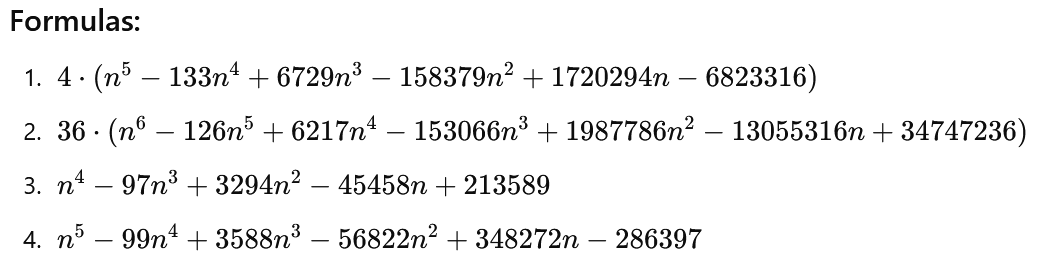 Formulas:
1. 4 · (n⁵ − 133n⁴ + 6729n³ − 158379n² + 1720294n − 6823316)
2. 36 · (n⁶ − 126n⁵ + 6217n⁴ − 153066n³ + 1987786n² − 13055316n + 34747236)
3. n⁴ − 97n³ + 3294n² − 45458n + 213589
4. n⁵ − 99n⁴ + 3588n³ − 56822n² + 348272n − 286397